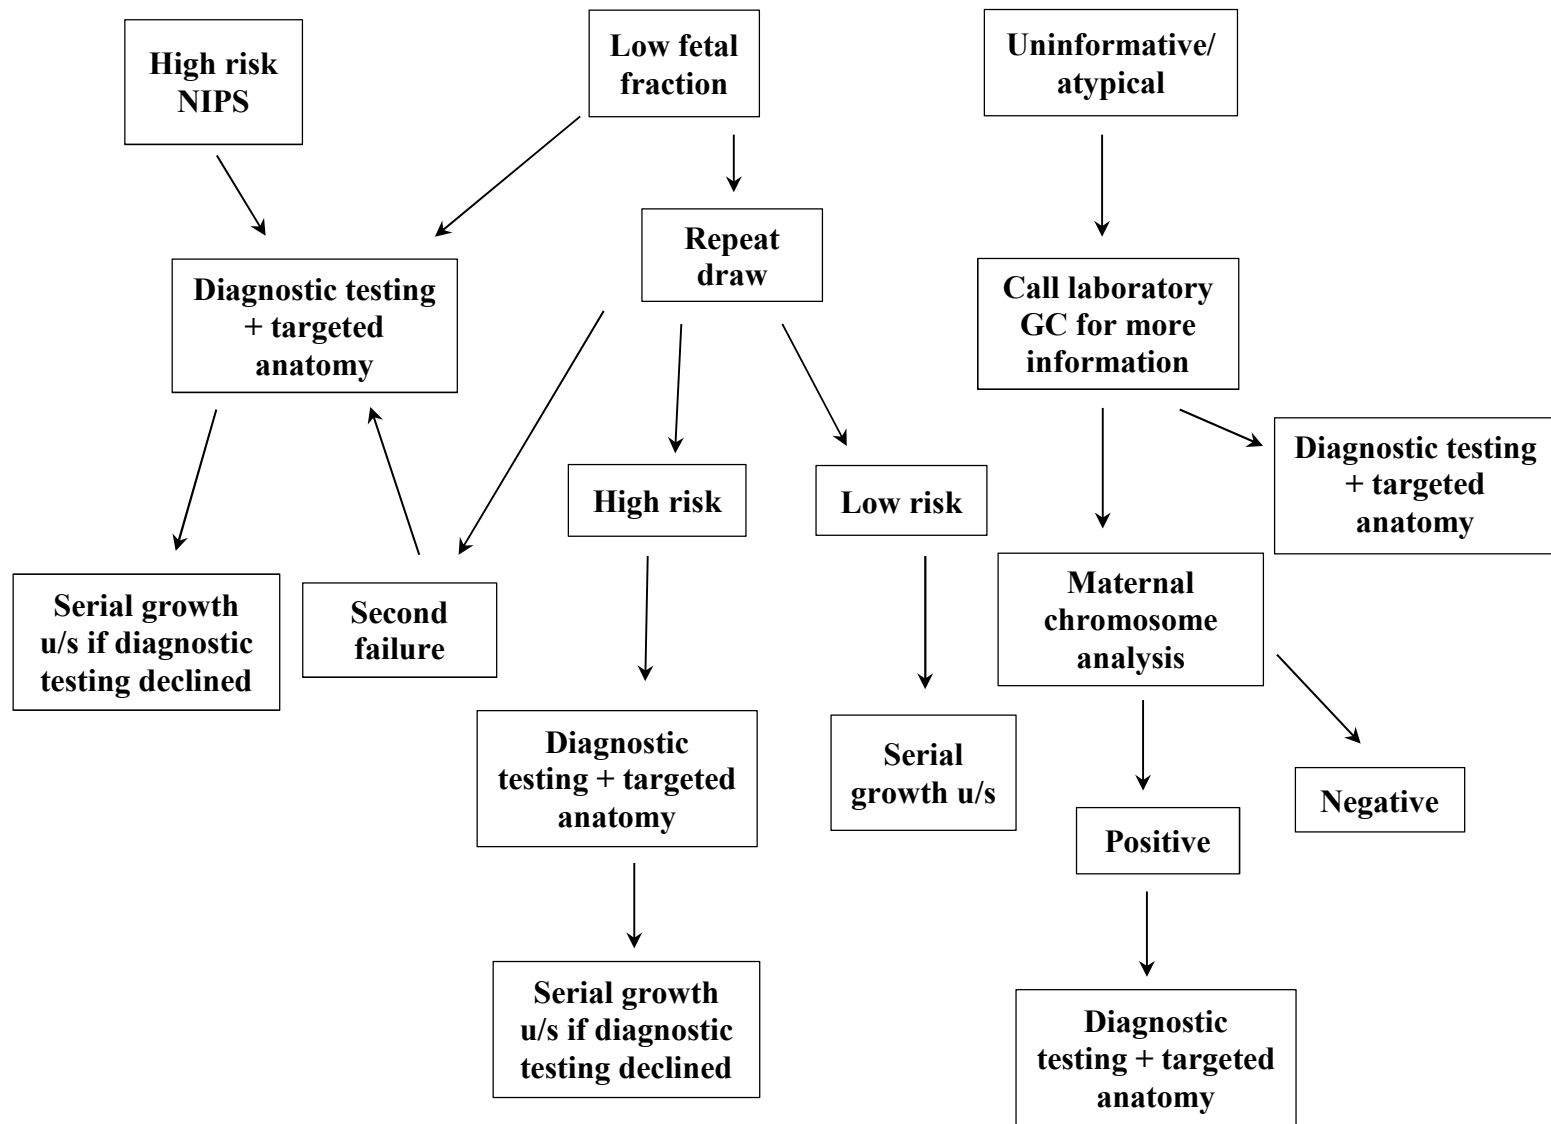 High risk
NIPS
Low fetal
fraction
Uninformative/
atypical
Diagnostic testing
+ targeted
anatomy
Repeat
draw
Call laboratory
GC for more
information
Diagnostic testing
+ targeted
anatomy
High risk
Low risk
Serial growth
u/s if diagnostic
testing declined
Second
failure
Maternal
chromosome
analysis
Diagnostic
testing + targeted
anatomy
Serial
growth u/s
Negative
Positive
Serial growth
u/s if diagnostic
testing declined
Diagnostic
testing + targeted
anatomy